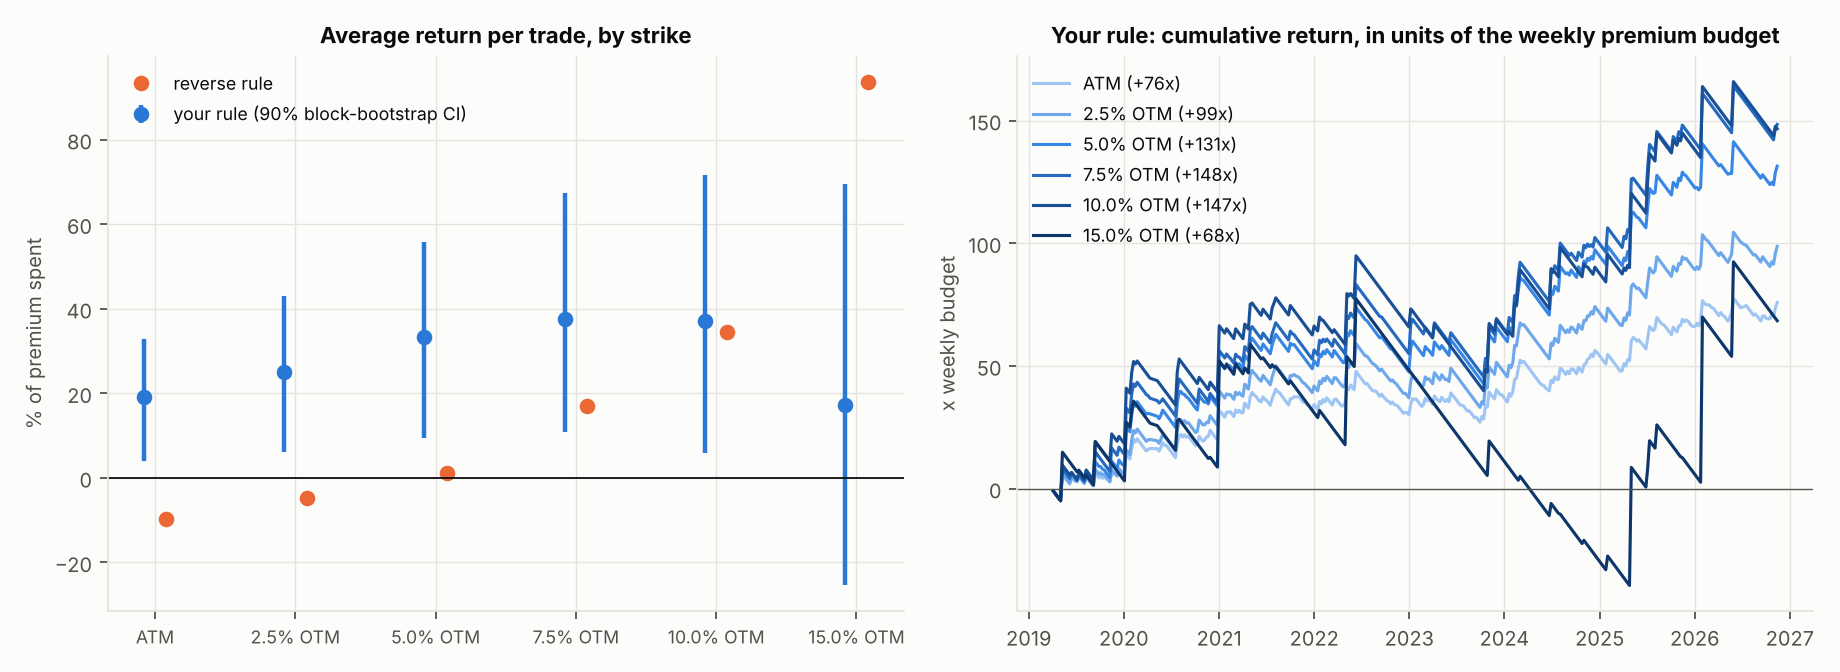 Average return per trade, by strike
reverse rule
your rule (90% block-bootstrap CI)
% of premium spent
80
60
40
20
0
−20
ATM
2.5% OTM
5.0% OTM
7.5% OTM
10.0% OTM
15.0% OTM
Your rule: cumulative return, in units of the weekly premium budget
ATM (+76x)
2.5% OTM (+99x)
5.0% OTM (+131x)
7.5% OTM (+148x)
10.0% OTM (+147x)
15.0% OTM (+68x)
x weekly budget
150
100
50
0
2019
2020
2021
2022
2023
2024
2025
2026
2027